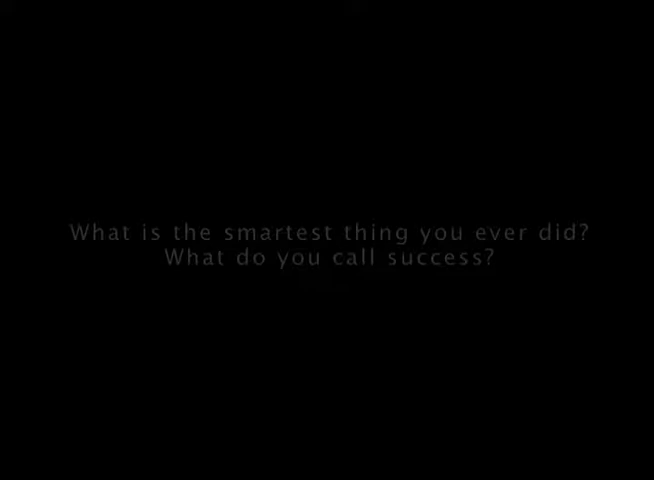 What is the smartest thing you ever did?
What do you call success?